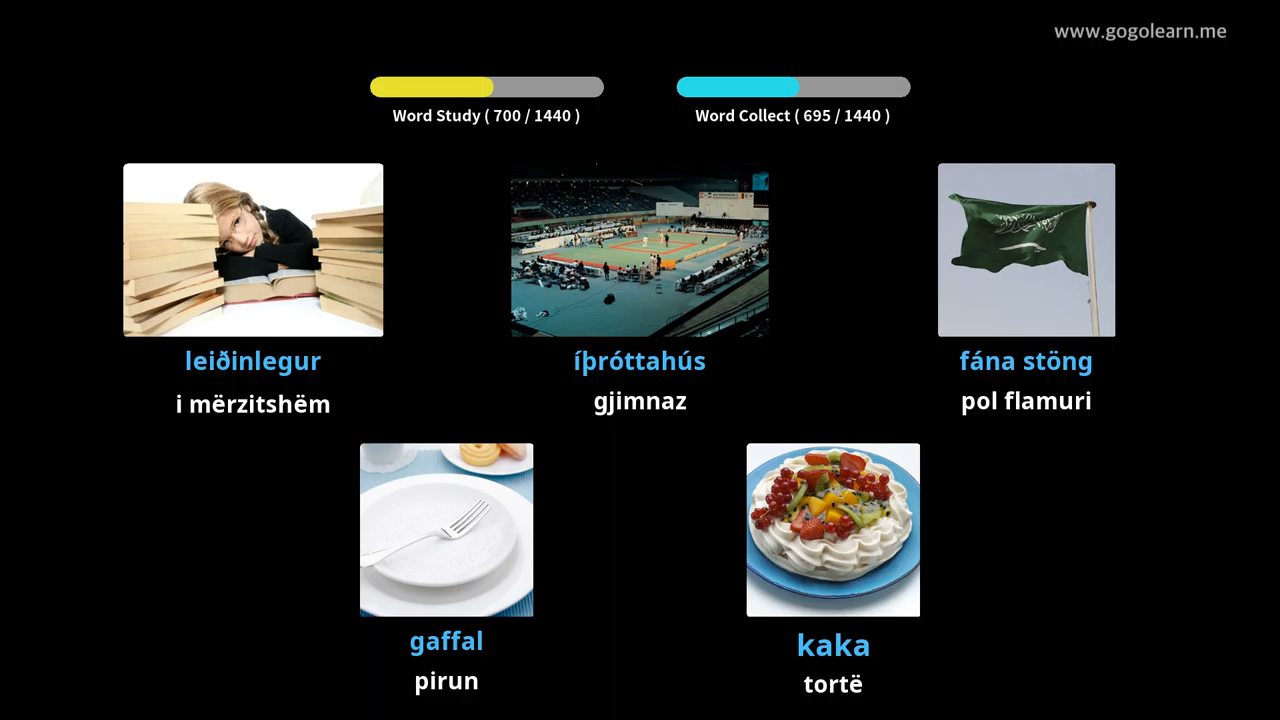 www.gogolearn.me
Word Study ( 700 / 1440 )
Word Collect ( 695 / 1440 )
leiðinlegur
i mërzitshëm
íþróttahús
gjimnaz
fána stöng
pol flamuri
gaffal
pirun
kaka
tortë